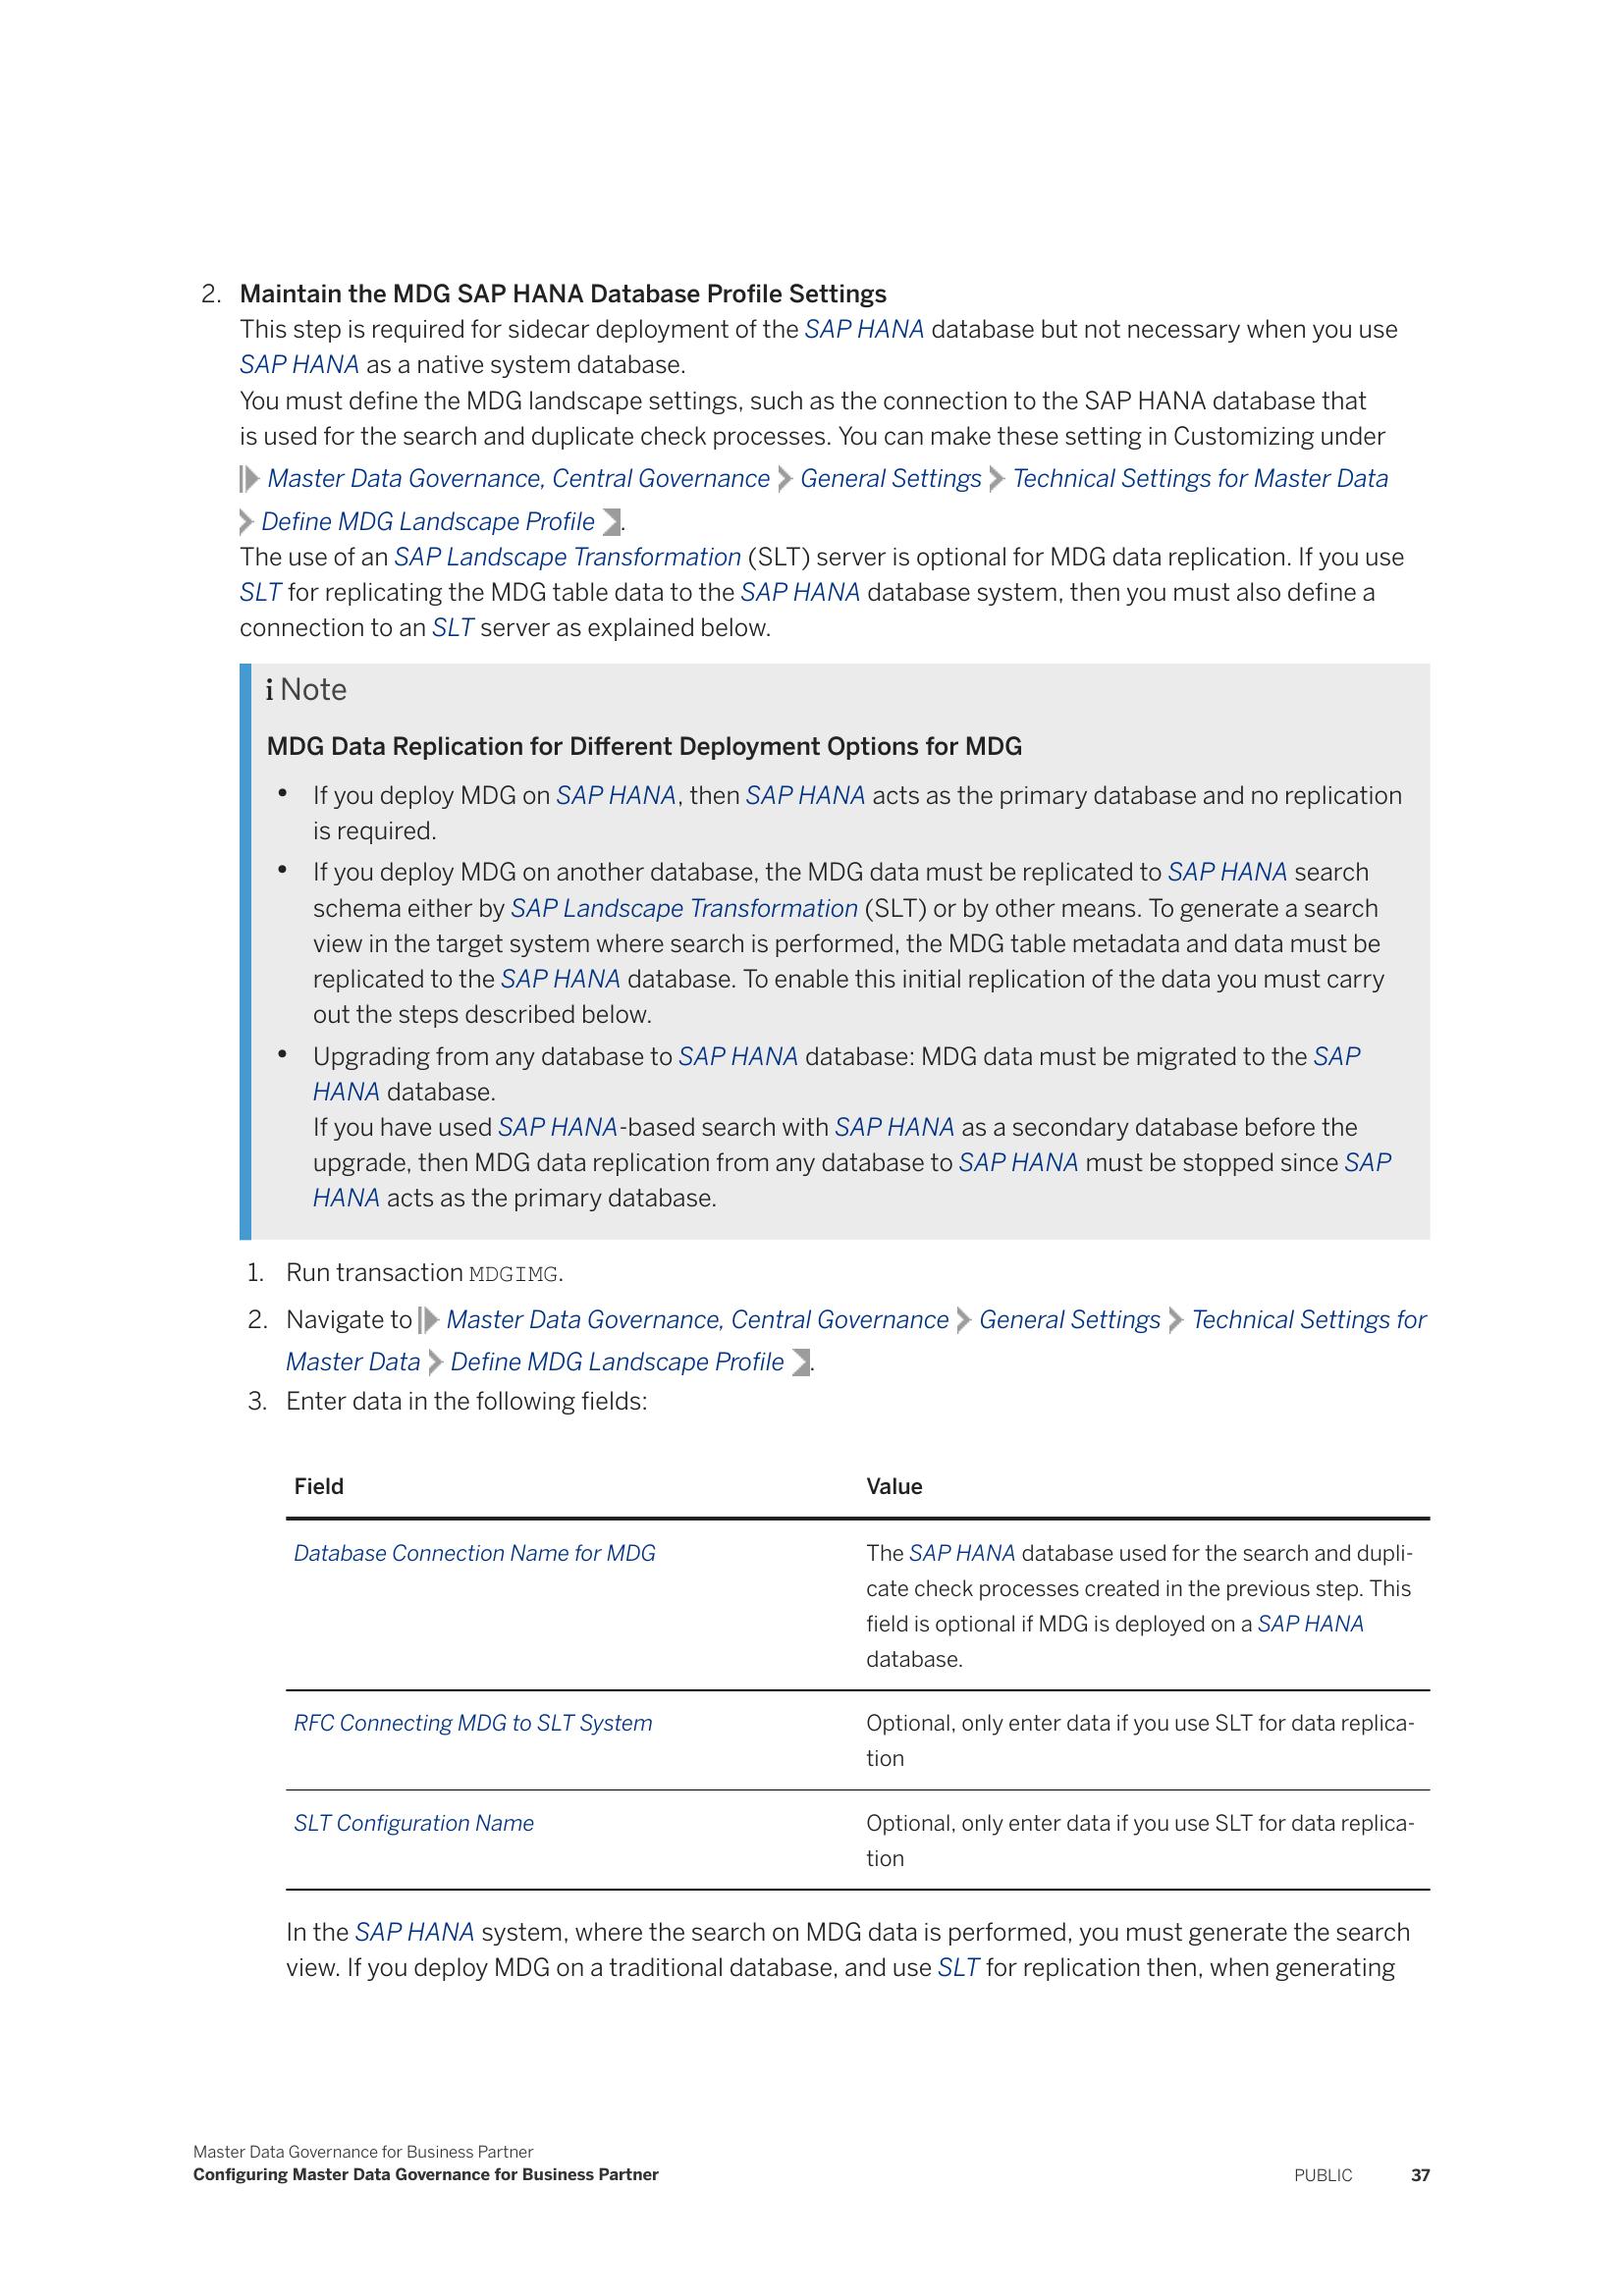 2. Maintain the MDG SAP HANA Database Profile Settings
This step is required for sidecar deployment of the SAP HANA database but not necessary when you use
SAP HANA as a native system database.
You must define the MDG landscape settings, such as the connection to the SAP HANA database that
is used for the search and duplicate check processes. You can make these setting in Customizing under
Master Data Governance, Central Governance General Settings Technical Settings for Master Data
Define MDG Landscape Profile .
The use of an SAP Landscape Transformation (SLT) server is optional for MDG data replication. If you use
SLT for replicating the MDG table data to the SAP HANA database system, then you must also define a
connection to an SLT server as explained below.
i Note
MDG Data Replication for Different Deployment Options for MDG
• If you deploy MDG on SAP HANA, then SAP HANA acts as the primary database and no replication
is required.
• If you deploy MDG on another database, the MDG data must be replicated to SAP HANA search
schema either by SAP Landscape Transformation (SLT) or by other means. To generate a search
view in the target system where search is performed, the MDG table metadata and data must be
replicated to the SAP HANA database. To enable this initial replication of the data you must carry
out the steps described below.
• Upgrading from any database to SAP HANA database: MDG data must be migrated to the SAP
HANA database.
If you have used SAP HANA-based search with SAP HANA as a secondary database before the
upgrade, then MDG data replication from any database to SAP HANA must be stopped since SAP
HANA acts as the primary database.
1. Run transaction MDGIMG.
2. Navigate to Master Data Governance, Central Governance General Settings Technical Settings for
Master Data Define MDG Landscape Profile .
3. Enter data in the following fields:
Field Value
Database Connection Name for MDG The SAP HANA database used for the search and dupli-
cate check processes created in the previous step. This
field is optional if MDG is deployed on a SAP HANA
database.
RFC Connecting MDG to SLT System Optional, only enter data if you use SLT for data replica-
tion
SLT Configuration Name Optional, only enter data if you use SLT for data replica-
tion
In the SAP HANA system, where the search on MDG data is performed, you must generate the search
view. If you deploy MDG on a traditional database, and use SLT for replication then, when generating
Master Data Governance for Business Partner
Configuring Master Data Governance for Business Partner PUBLIC 37